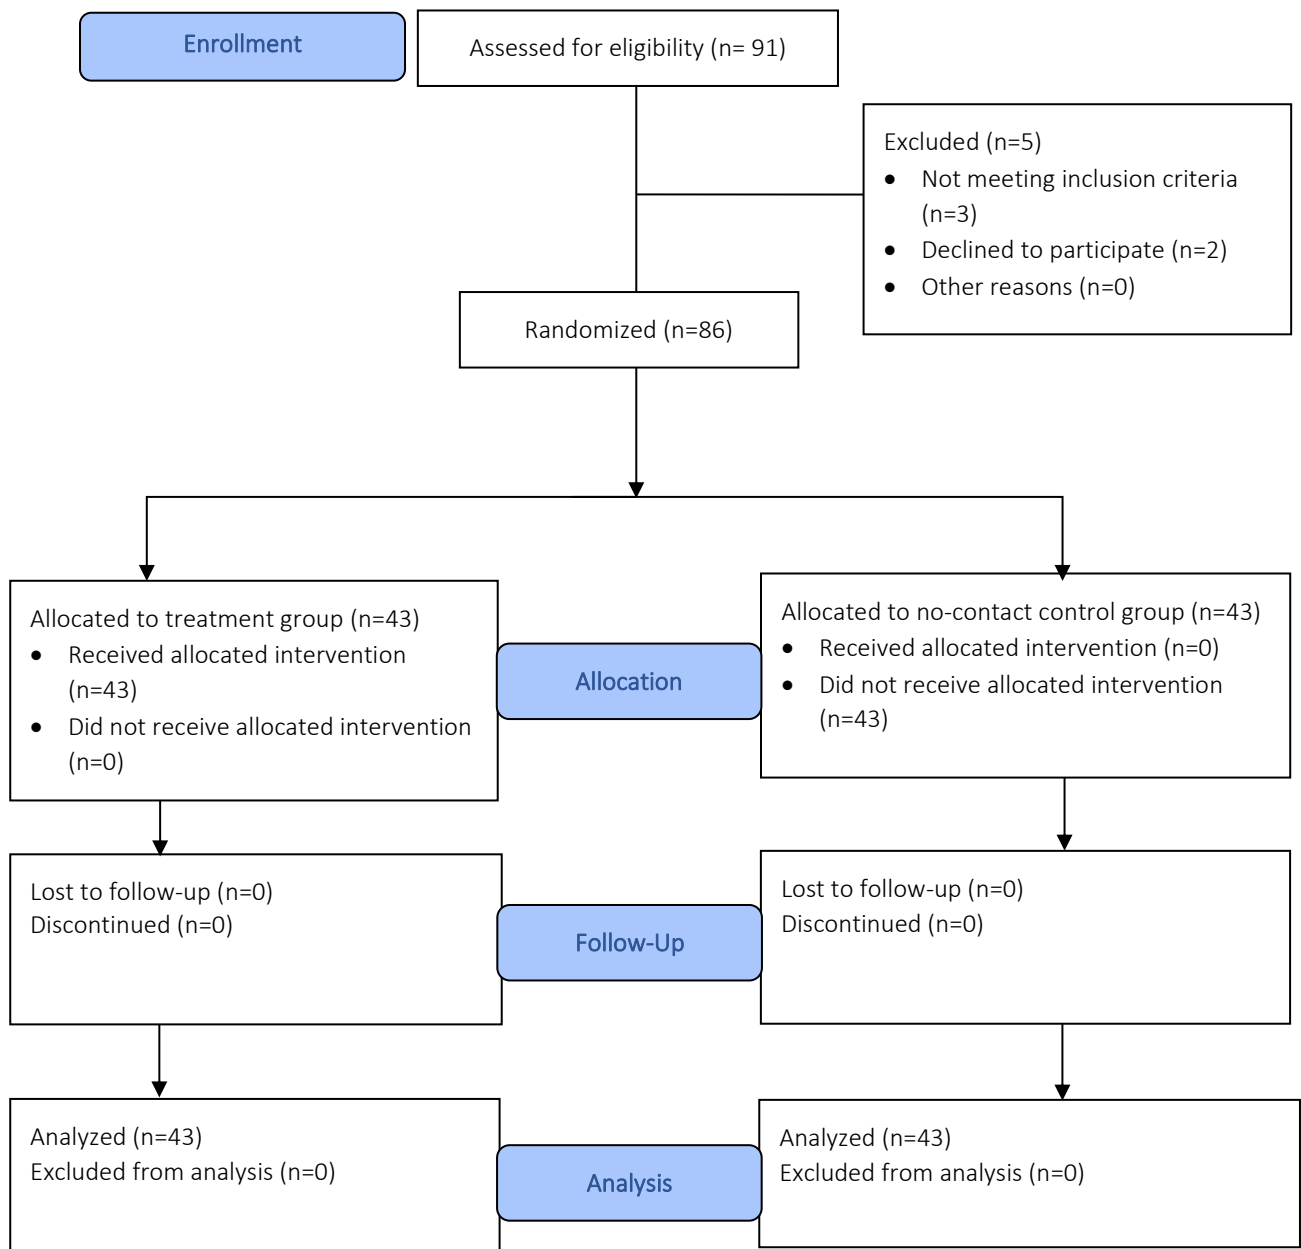 Enrollment
Assessed for eligibility (n= 91)
Excluded (n=5)
• Not meeting inclusion criteria
(n=3)
• Declined to participate (n=2)
• Other reasons (n=0)
Randomized (n=86)
Allocated to treatment group (n=43)
• Received allocated intervention
(n=43)
• Did not receive allocated intervention
(n=0)
Allocation
Allocated to no-contact control group (n=43)
• Received allocated intervention (n=0)
• Did not receive allocated intervention
(n=43)
Lost to follow-up (n=0)
Discontinued (n=0)
Follow-Up
Lost to follow-up (n=0)
Discontinued (n=0)
Analyzed (n=43)
Excluded from analysis (n=0)
Analysis
Analyzed (n=43)
Excluded from analysis (n=0)